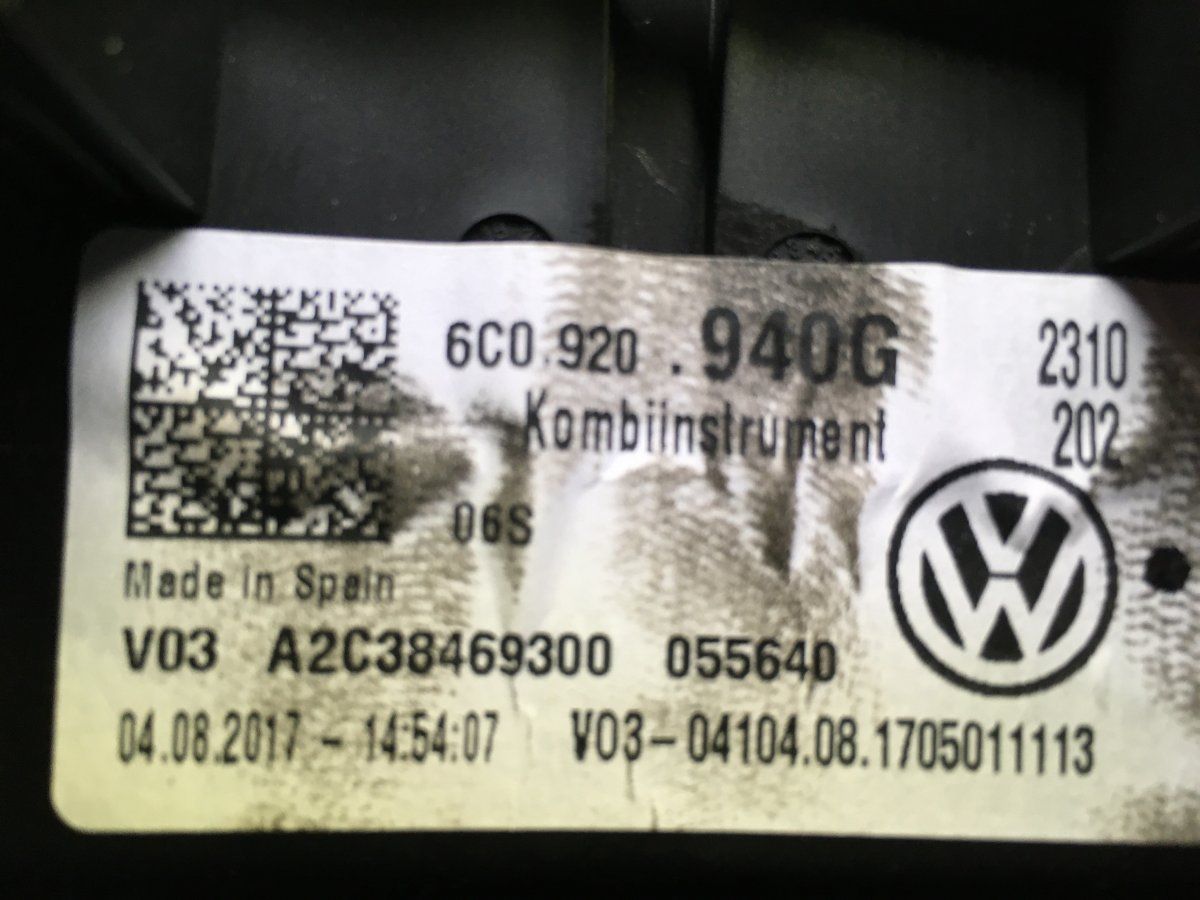 6C0.920 .940G 2310
Kombiinstrument 202
06S
Made in Spain
V03 A2C38469300 055640
04.08.2017 - 14:54:07 V03-04104.08.1705011113